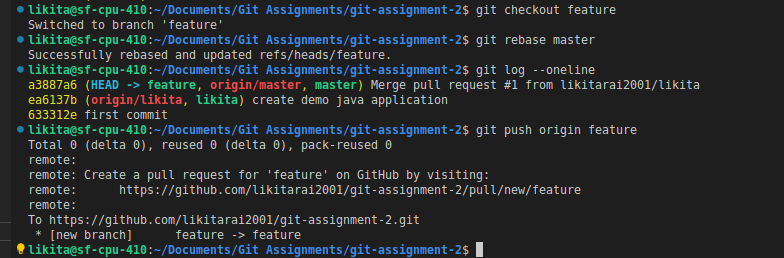 likita@sf-cpu-410:~/Documents/Git Assignments/git-assignment-2$ git checkout feature
Switched to branch 'feature'
likita@sf-cpu-410:~/Documents/Git Assignments/git-assignment-2$ git rebase master
Successfully rebased and updated refs/heads/feature.
likita@sf-cpu-410:~/Documents/Git Assignments/git-assignment-2$ git log --oneline
a3887a6 (HEAD -> feature, origin/master, master) Merge pull request #1 from likitarai2001/likita
ea6137b (origin/likita, likita) create demo java application
633312e first commit
likita@sf-cpu-410:~/Documents/Git Assignments/git-assignment-2$ git push origin feature
Total 0 (delta 0), reused 0 (delta 0), pack-reused 0
remote:
remote: Create a pull request for 'feature' on GitHub by visiting:
remote:      https://github.com/likitarai2001/git-assignment-2/pull/new/feature
remote:
To https://github.com/likitarai2001/git-assignment-2.git
 * [new branch]      feature -> feature
likita@sf-cpu-410:~/Documents/Git Assignments/git-assignment-2$